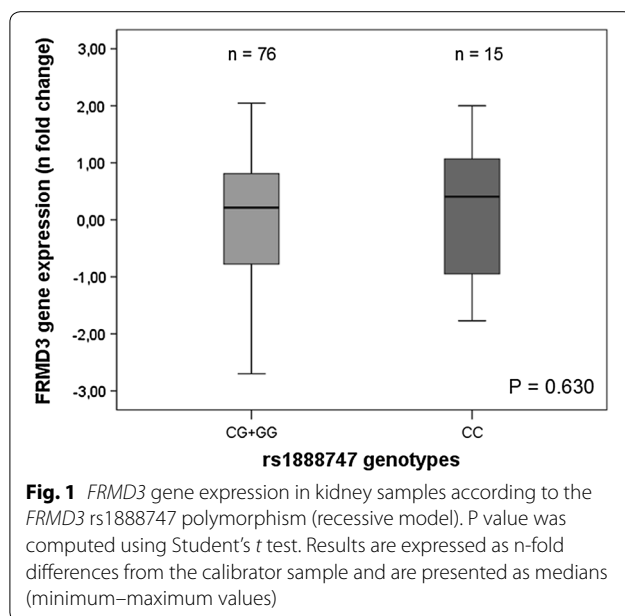 3,00
n = 76
n = 15
2,00
1,00
0,00
-1,00
-2,00
-3,00
FRMD3 gene expression (n fold change)
P = 0.630
CG+GG
CC
rs1888747 genotypes
Fig. 1 FRMD3 gene expression in kidney samples according to the
FRMD3 rs1888747 polymorphism (recessive model). P value was
computed using Student’s t test. Results are expressed as n-fold
differences from the calibrator sample and are presented as medians
(minimum–maximum values)